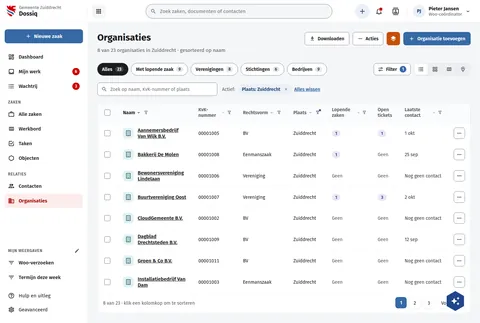 Gemeente Zuiddrecht
Dossiq
Zoek zaken, documenten of contacten
Pieter Jansen
Woo-coördinator
+ Nieuwe zaak
Dashboard
Mijn werk
Wachtrij
ZAKEN
Alle zaken
Werkbord
Taken
Objecten
RELATIES
Contacten
Organisaties
MIJN WEERGAVEN
Woo-verzoeken
Termijn deze week
Hulp en uitleg
Geavanceerd
Organisaties
8 van 23 organisaties in Zuiddrecht · gesorteerd op naam
Downloaden
Acties
+ Organisatie toevoegen
Alles 23
Met lopende zaak
Verenigingen
Stichtingen
Bedrijven
Filter 1
Zoek op naam, KvK-nummer of plaats
Actief:
Plaats: Zuiddrecht ×
Alles wissen
Naam
KvK-nummer
Rechtsvorm
Plaats
Lopende zaken
Open tickets
Laatste contact
Aannemersbedrijf Van Wijk B.V. 00001005 BV Zuiddrecht 1 1 1 okt
Bakkerij De Molen 00001008 Eenmanszaak Zuiddrecht 1 Geen 25 sep
Bewonersvereniging Lindelaan 00001006 Vereniging Zuiddrecht Geen Geen Nog geen contact
Buurtvereniging Oost 00001007 Vereniging Zuiddrecht 1 3 2 okt
CloudGemeente B.V. 00001002 BV Zuiddrecht Geen Geen Nog geen contact
Dagblad Drechtsteden B.V. 00001009 BV Zuiddrecht Geen Geen 12 sep
Groen & Co B.V. 00001011 BV Zuiddrecht Geen Geen Nog geen contact
Installatiebedrijf Van Dam 00001003 Eenmanszaak Zuiddrecht Geen Geen Nog geen contact
8 van 23 · klik een kolomkop om te sorteren
1 2 3